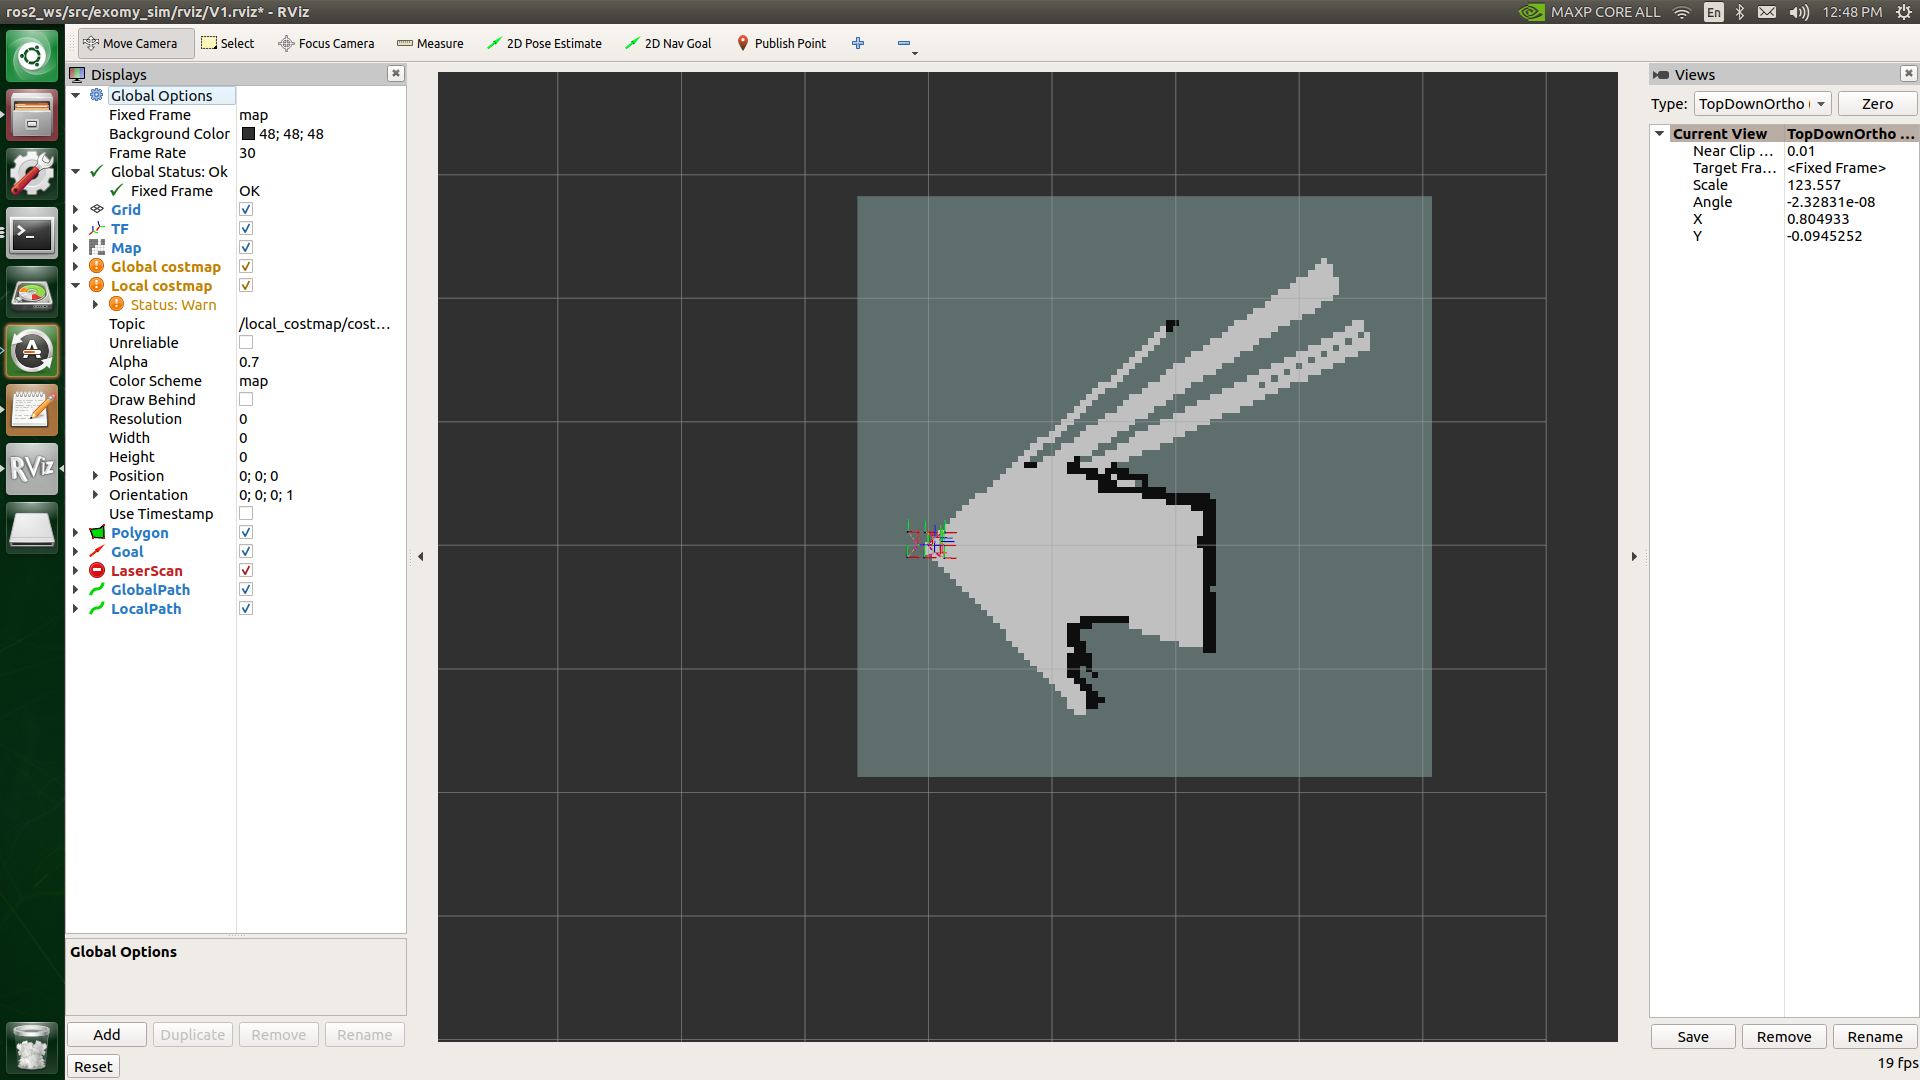 ros2_ws/src/exomy_sim/rviz/V1.rviz* - RViz
MAXP CORE ALL
En
12:48 PM
Move Camera
Select
Focus Camera
Measure
2D Pose Estimate
2D Nav Goal
Publish Point
Displays
Global Options
Fixed Frame map
Background Color 48; 48; 48
Frame Rate 30
Global Status: Ok
Fixed Frame OK
Grid
TF
Map
Global costmap
Local costmap
Status: Warn
Topic /local_costmap/cost...
Unreliable
Alpha 0.7
Color Scheme map
Draw Behind
Resolution 0
Width 0
Height 0
Position 0; 0; 0
Orientation 0; 0; 0; 1
Use Timestamp
Polygon
Goal
LaserScan
GlobalPath
LocalPath
Global Options
Add
Duplicate
Remove
Rename
Reset
RViz
Views
Type: TopDownOrtho (
Zero
Current View TopDownOrtho ...
Near Clip ... 0.01
Target Fra... <Fixed Frame>
Scale 123.557
Angle -2.32831e-08
X 0.804933
Y -0.0945252
Save
Remove
Rename
19 fps